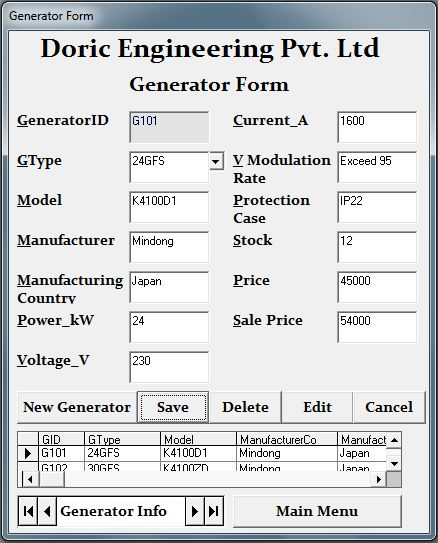 Generator Form
Doric Engineering Pvt. Ltd
Generator Form
GeneratorID G101 Current_A 1600
GType 24GFS V Modulation Rate Exceed 95
Model K4100D1 Protection Case IP22
Manufacturer Mindong Stock 12
Manufacturing Country Japan Price 45000
Power_kW 24 Sale Price 54000
Voltage_V 230
New Generator Save Delete Edit Cancel
GID GType Model ManufacturerCo Manufact
G101 24GFS K4100D1 Mindong Japan
G102 30GFS K4100ZD Mindong Japan
Generator Info Main Menu